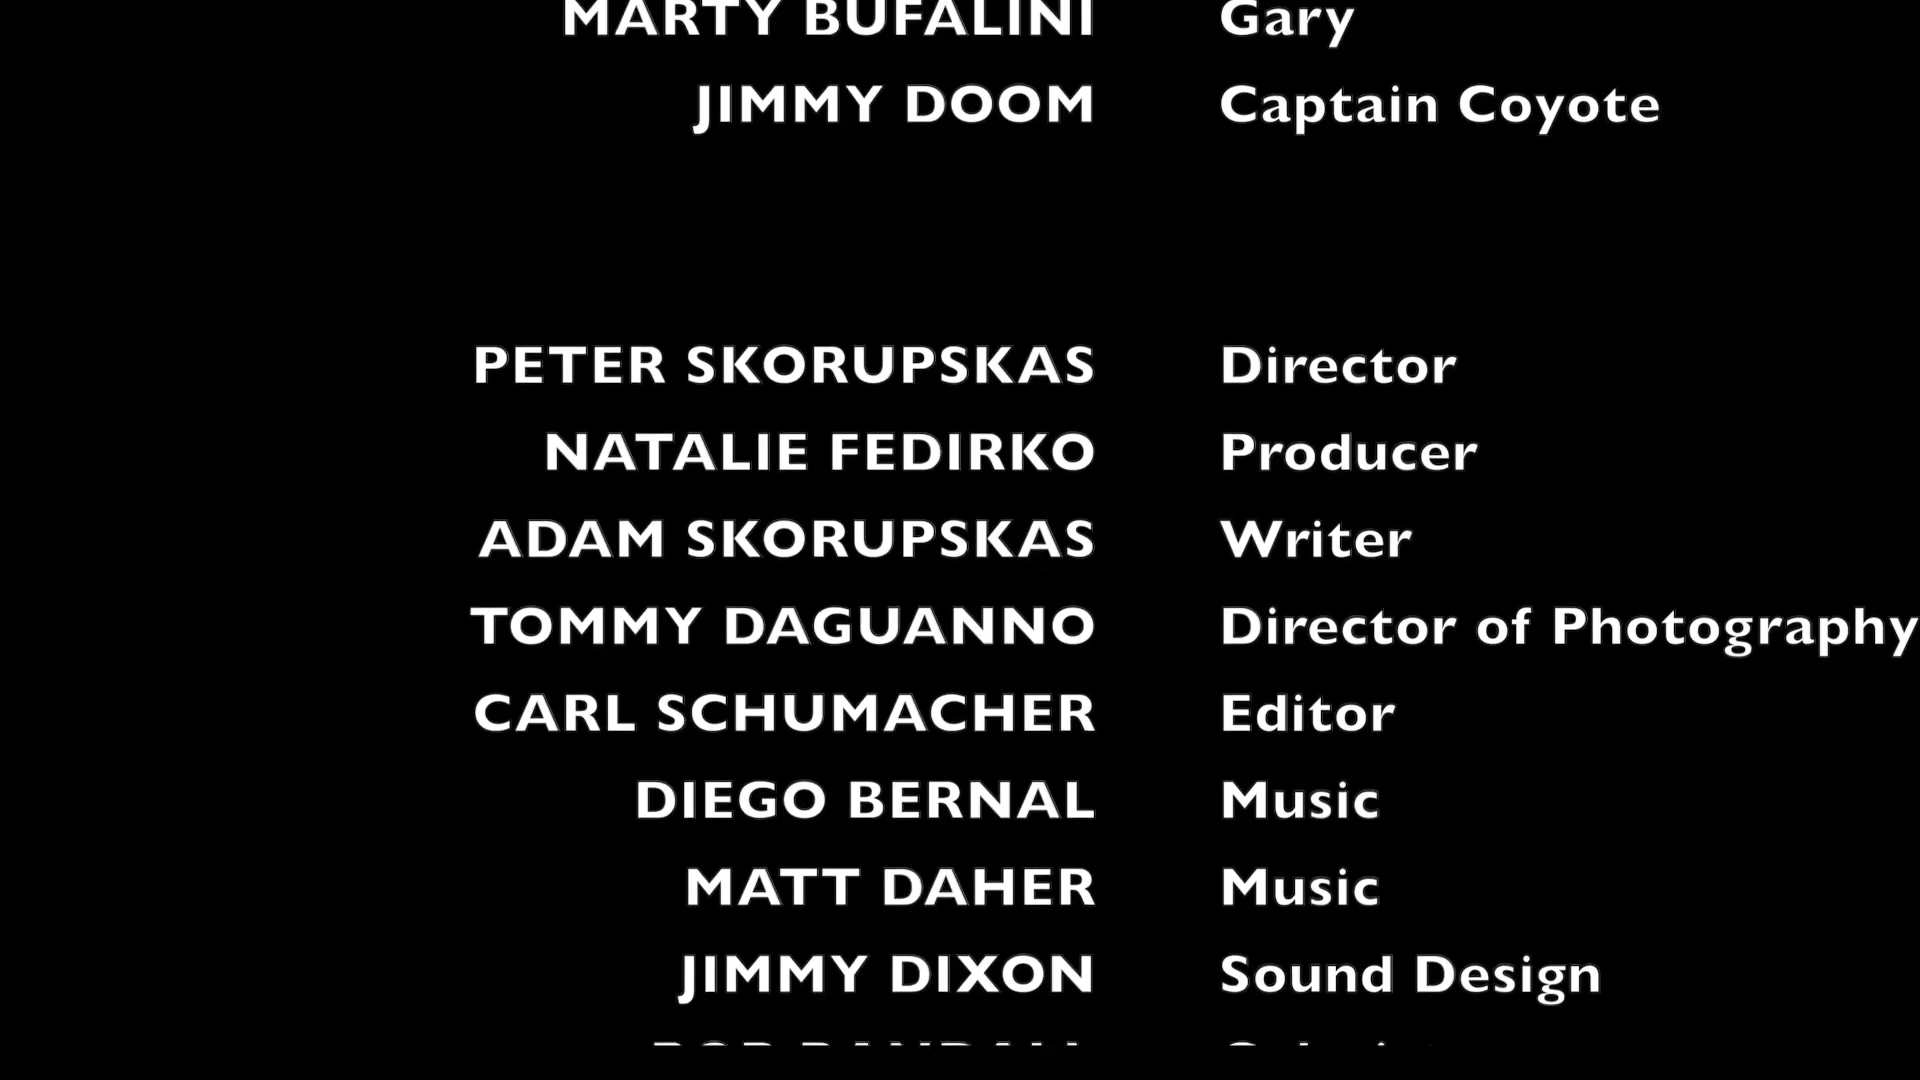 MARTY BUFALINI Gary
JIMMY DOOM Captain Coyote
PETER SKORUPSKAS Director
NATALIE FEDIRKO Producer
ADAM SKORUPSKAS Writer
TOMMY DAGUANNO Director of Photography
CARL SCHUMACHER Editor
DIEGO BERNAL Music
MATT DAHER Music
JIMMY DIXON Sound Design